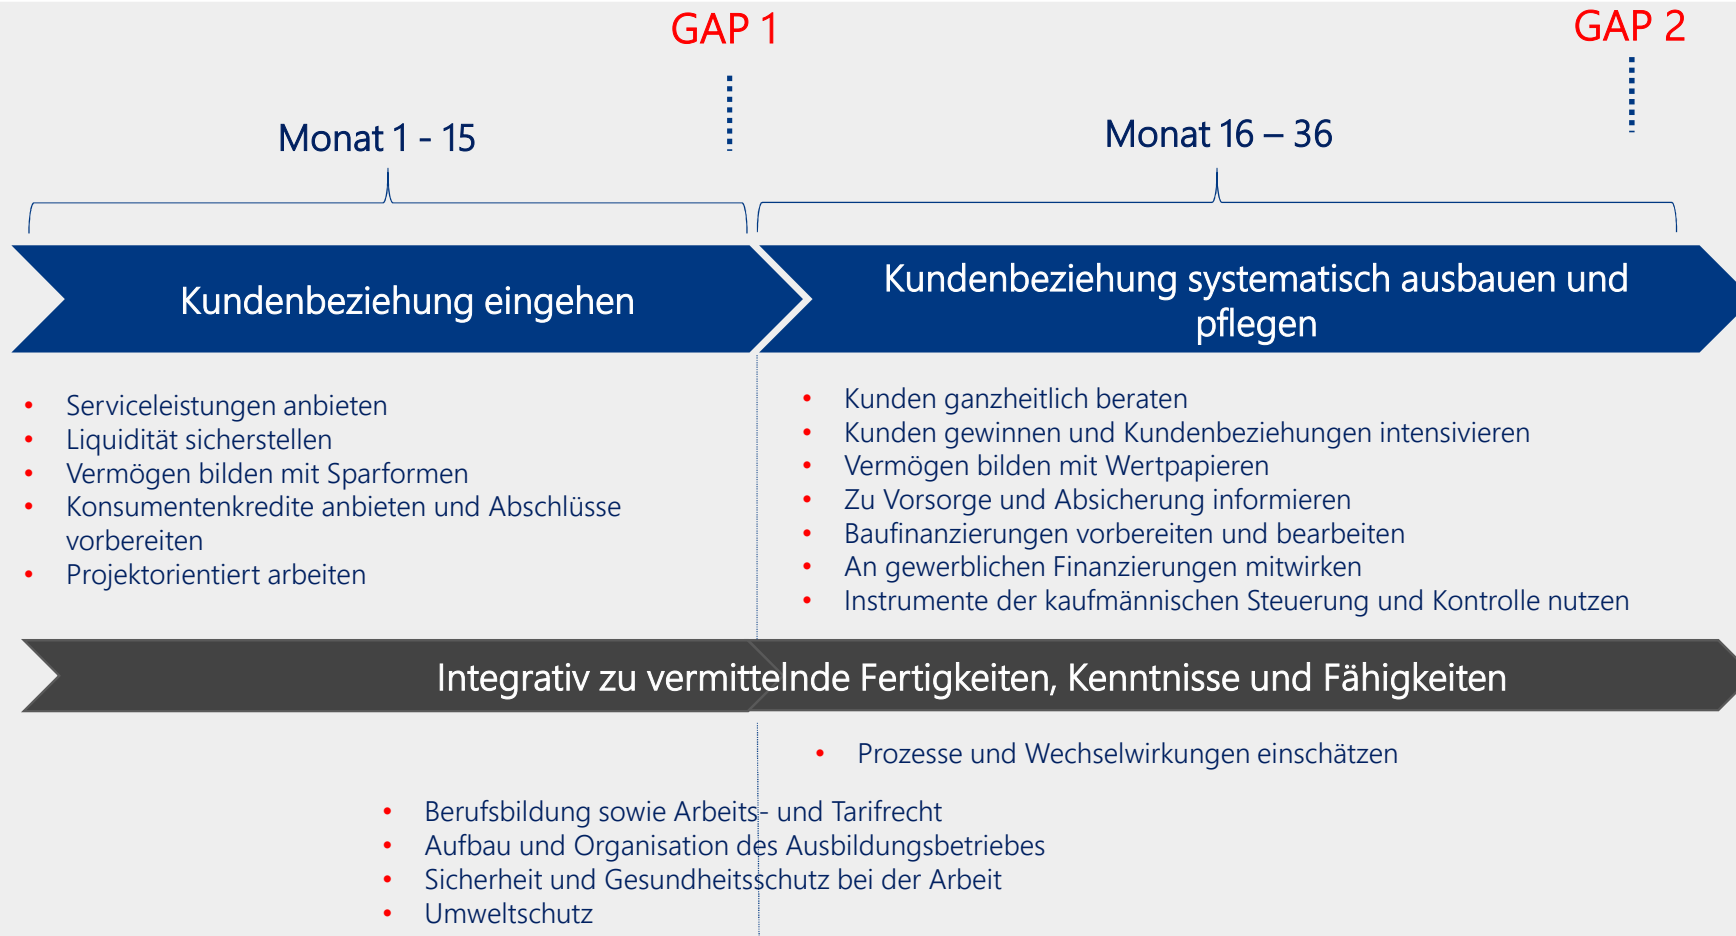 GAP 1
GAP 2
Monat 1 - 15
Monat 16 – 36
Kundenbeziehung eingehen
Kundenbeziehung systematisch ausbauen und
pflegen
• Serviceleistungen anbieten
• Liquidität sicherstellen
• Vermögen bilden mit Sparformen
• Konsumentenkredite anbieten und Abschlüsse
vorbereiten
• Projektorientiert arbeiten
• Kunden ganzheitlich beraten
• Kunden gewinnen und Kundenbeziehungen intensivieren
• Vermögen bilden mit Wertpapieren
• Zu Vorsorge und Absicherung informieren
• Baufinanzierungen vorbereiten und bearbeiten
• An gewerblichen Finanzierungen mitwirken
• Instrumente der kaufmännischen Steuerung und Kontrolle nutzen
Integrativ zu vermittelnde Fertigkeiten, Kenntnisse und Fähigkeiten
• Prozesse und Wechselwirkungen einschätzen
• Berufsbildung sowie Arbeits- und Tarifrecht
• Aufbau und Organisation des Ausbildungsbetriebes
• Sicherheit und Gesundheitsschutz bei der Arbeit
• Umweltschutz